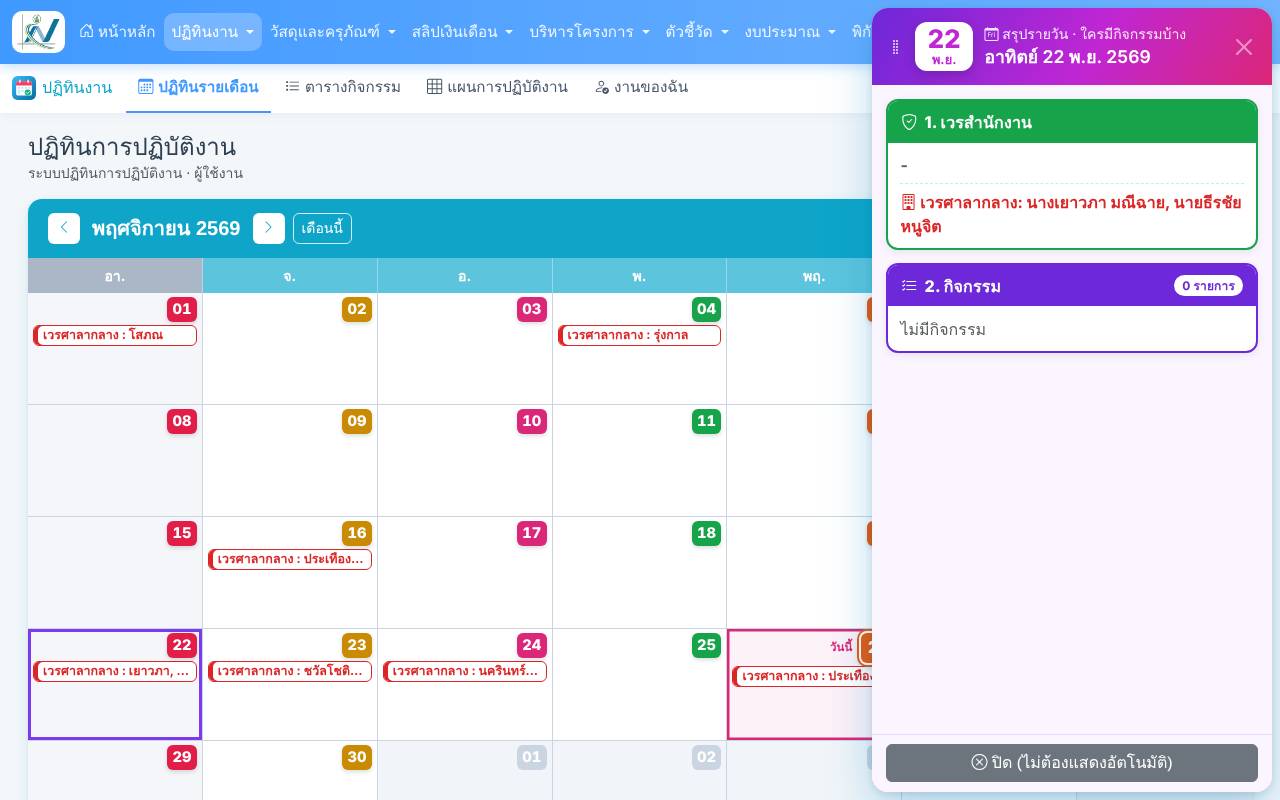 หน้าหลัก ปฏิทินงาน วัสดุและครุภัณฑ์ สลิปเงินเดือน บริหารโครงการ ตัวชี้วัด งบประมาณ
ปฏิทินงาน ปฏิทินรายเดือน ตารางกิจกรรม แผนการปฏิบัติงาน งานของฉัน
ปฏิทินการปฏิบัติงาน
ระบบปฏิทินการปฏิบัติงาน · ผู้ใช้งาน
พฤศจิกายน 2569 เดือนนี้
อา. จ. อ. พ. พฤ.
01 02 03 04
เวรศาลากลาง : โสภณ เวรศาลากลาง : รุ่งกาล
08 09 10 11
15 16 17 18
เวรศาลากลาง : ประเทือง...
22 23 24 25 วันนี้
เวรศาลากลาง : เยาวภา, ... เวรศาลากลาง : ชวัลโชติ... เวรศาลากลาง : นครินทร์... เวรศาลากลาง : ประเทือง
29 30 01 02
22
พ.ย.
สรุปรายวัน · ใครมีกิจกรรมบ้าง
อาทิตย์ 22 พ.ย. 2569
1. เวรสำนักงาน
-
เวรศาลากลาง: นางเยาวภา มณีฉาย, นายธีรชัย
หนูจิต
2. กิจกรรม 0 รายการ
ไม่มีกิจกรรม
ปิด (ไม่ต้องแสดงอัตโนมัติ)